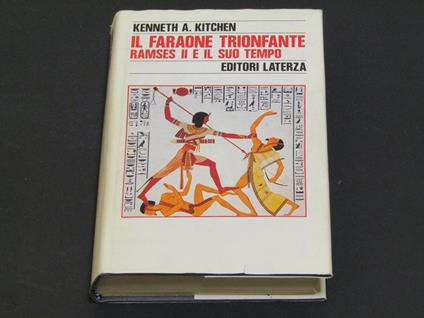 KENNETH A. KITCHEN
IL FARAONE TRIONFANTE
RAMSES II E IL SUO TEMPO
EDITORI LATERZA